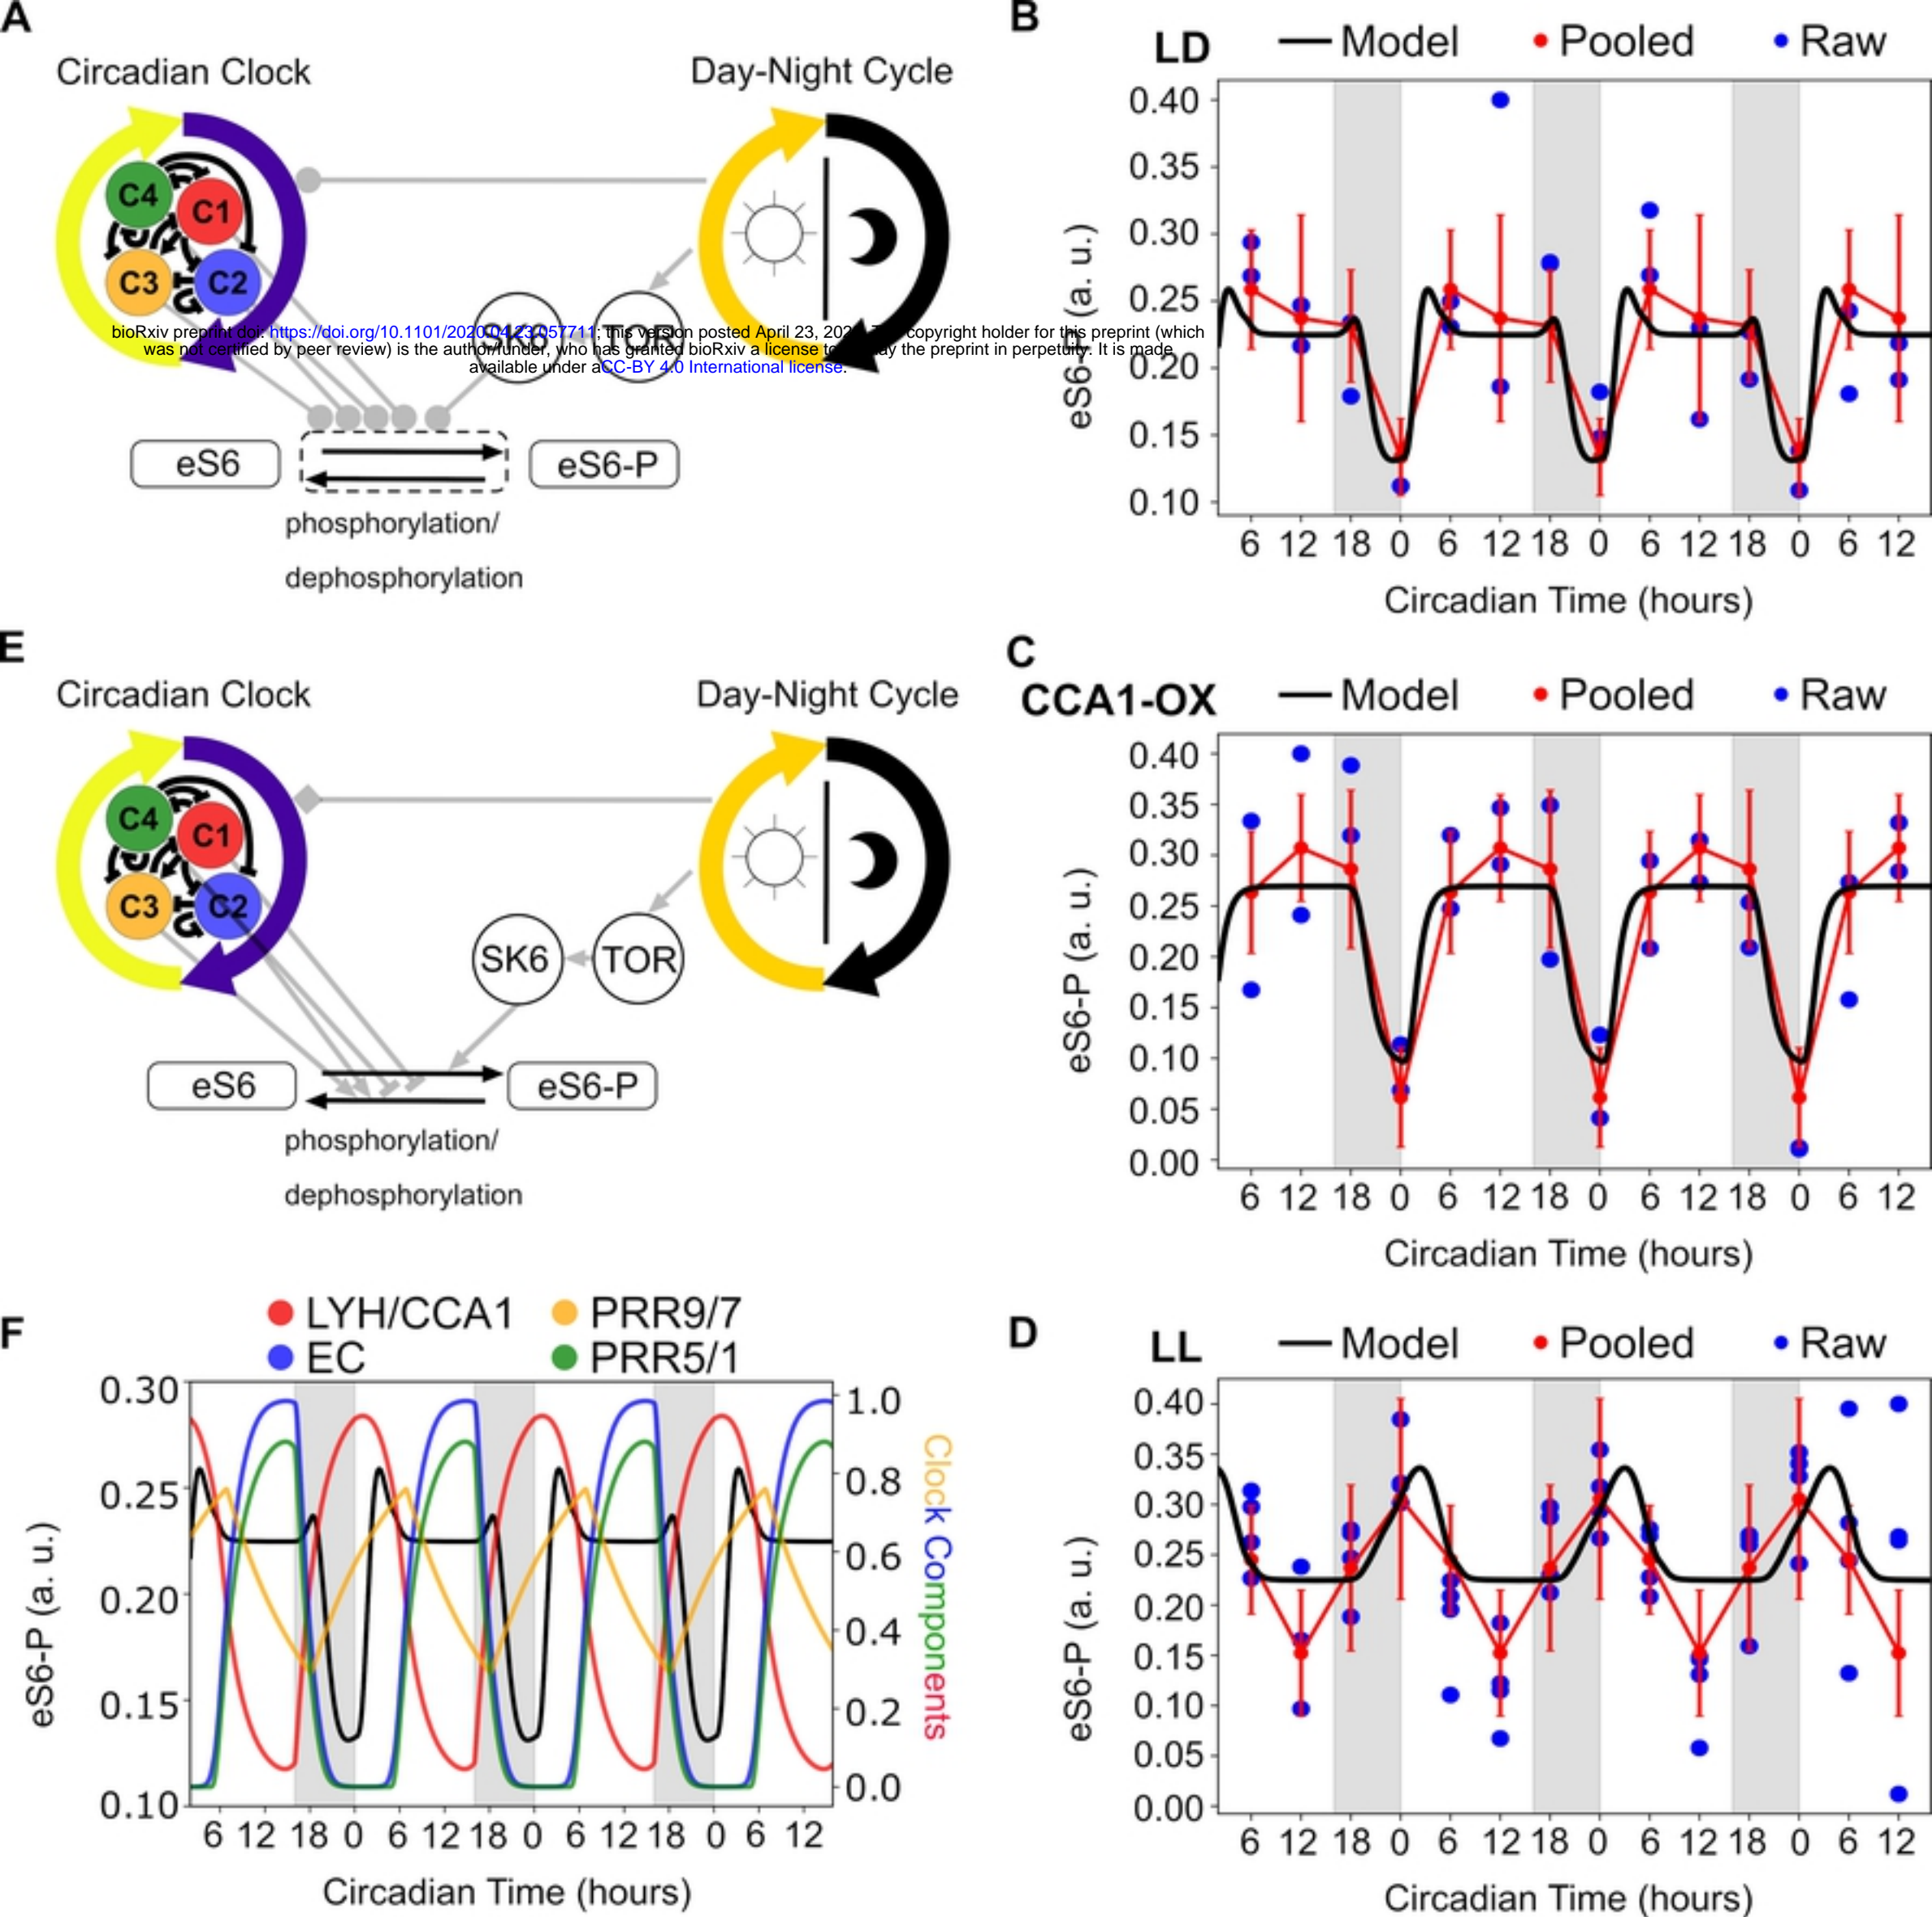 A
Circadian Clock
Day-Night Cycle
C4
C1
C3
C2
SK6
TOR
bioRxiv preprint doi: https://doi.org/10.1101/2020.04.23.057711; this version posted April 23, 2020. The copyright holder for this preprint (which
was not certified by peer review) is the author/funder, who has granted bioRxiv a license to display the preprint in perpetuity. It is made
available under aCC-BY 4.0 International license.
eS6
eS6-P
phosphorylation/
dephosphorylation
B
LD
Model
Pooled
Raw
0.40
0.35
0.30
0.25
0.20
0.15
0.10
eS6-P (a. u.)
6 12 18 0 6 12 18 0 6 12 18 0 6 12
Circadian Time (hours)
E
Circadian Clock
Day-Night Cycle
C4
C1
C3
C2
SK6
TOR
eS6
eS6-P
phosphorylation/
dephosphorylation
C
CCA1-OX
Model
Pooled
Raw
0.40
0.35
0.30
0.25
0.20
0.15
0.10
0.05
0.00
eS6-P (a. u.)
6 12 18 0 6 12 18 0 6 12 18 0 6 12
Circadian Time (hours)
F
LYH/CCA1
PRR9/7
EC
PRR5/1
0.30
0.25
0.20
0.15
0.10
eS6-P (a. u.)
1.0
0.8
0.6
0.4
0.2
0.0
Clock Components
6 12 18 0 6 12 18 0 6 12 18 0 6 12
Circadian Time (hours)
D
LL
Model
Pooled
Raw
0.40
0.35
0.30
0.25
0.20
0.15
0.10
0.05
0.00
eS6-P (a. u.)
6 12 18 0 6 12 18 0 6 12 18 0 6 12
Circadian Time (hours)